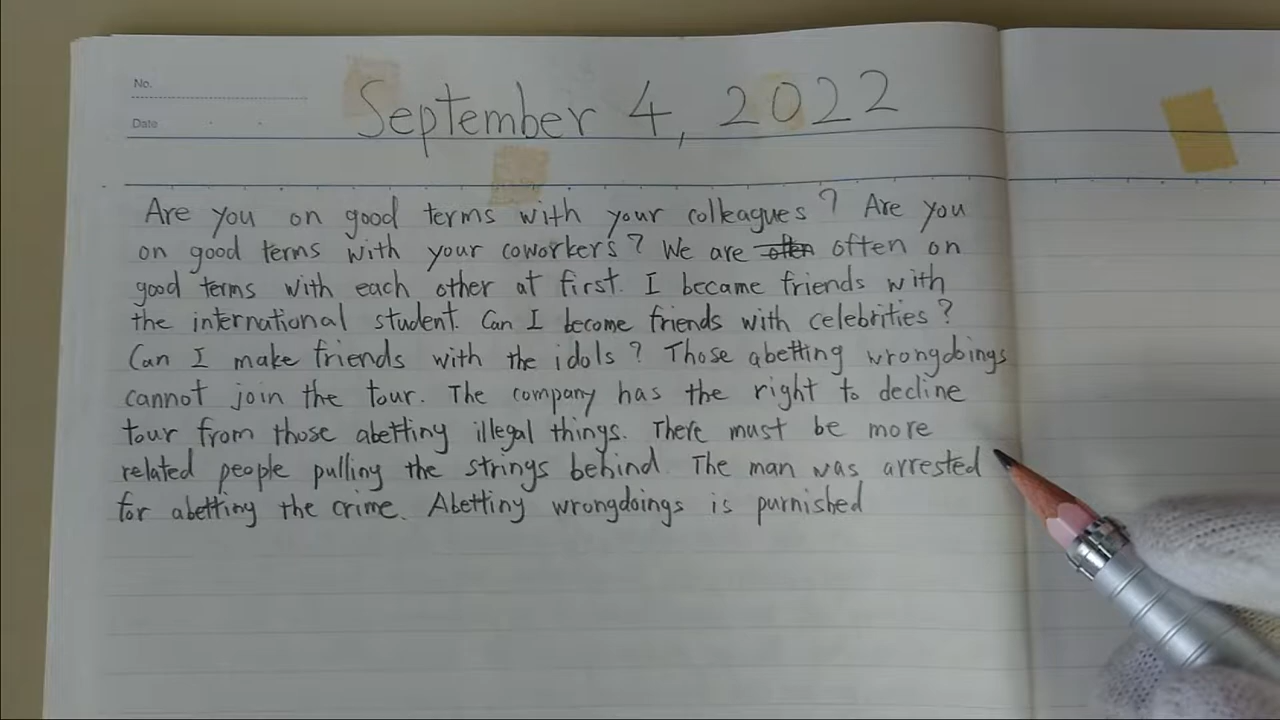 No.
Date
September 4, 2022
Are you on good terms with your colleagues? Are you
on good terms with your coworkers? We are often often on
good terms with each other at first. I became friends with
the international student. Can I become friends with celebrities?
Can I make friends with the idols? Those abetting wrongdoings
cannot join the tour. The company has the right to decline
tour from those abetting illegal things. There must be more
related people pulling the strings behind. The man was arrested
for abetting the crime. Abetting wrongdoings is purnished